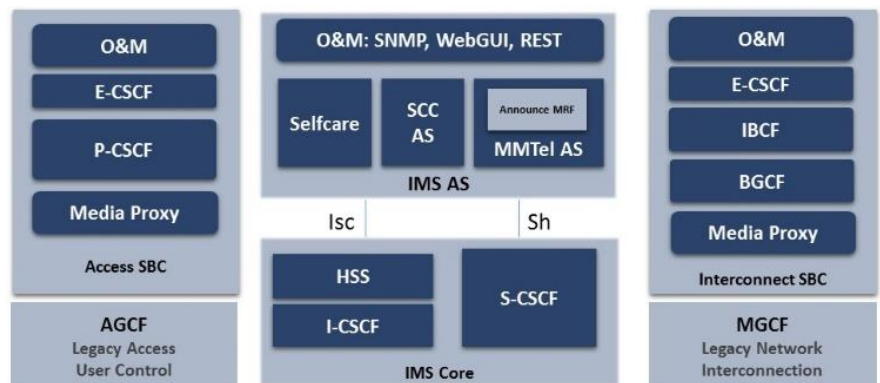 O&M
E-CSCF
P-CSCF
Media Proxy
Access SBC
AGCF
Legacy Access
User Control
O&M: SNMP, WebGUI, REST
Selfcare
SCC
AS
Announce MRF
MMTel AS
IMS AS
Isc
Sh
HSS
I-CSCF
S-CSCF
IMS Core
O&M
E-CSCF
IBCF
BGCF
Media Proxy
Interconnect SBC
MGCF
Legacy Network
Interconnection